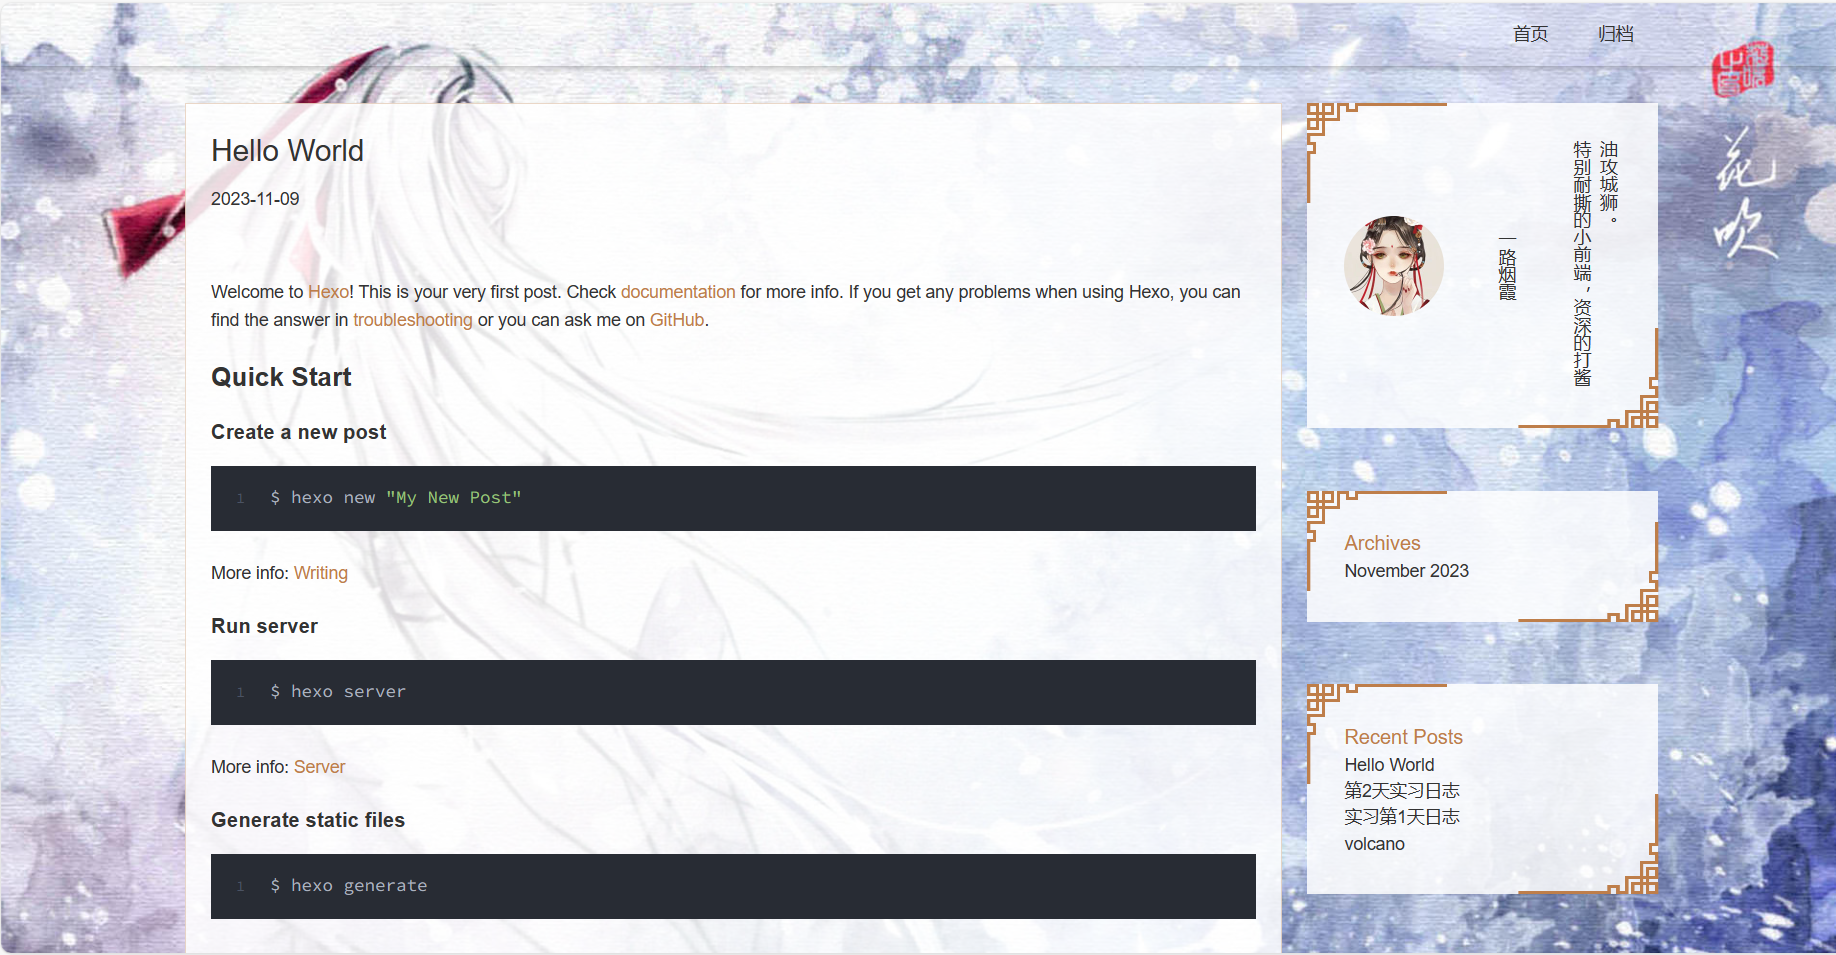 首页 归档
Hello World
2023-11-09
Welcome to Hexo! This is your very first post. Check documentation for more info. If you get any problems when using Hexo, you can
find the answer in troubleshooting or you can ask me on GitHub.
Quick Start
Create a new post
1 $ hexo new "My New Post"
More info: Writing
Run server
1 $ hexo server
More info: Server
Generate static files
1 $ hexo generate
油攻城狮。
特别耐撕的小前端，资深的打酱
一路烟霞
Archives
November 2023
Recent Posts
Hello World
第2天实习日志
实习第1天日志
volcano
花吹